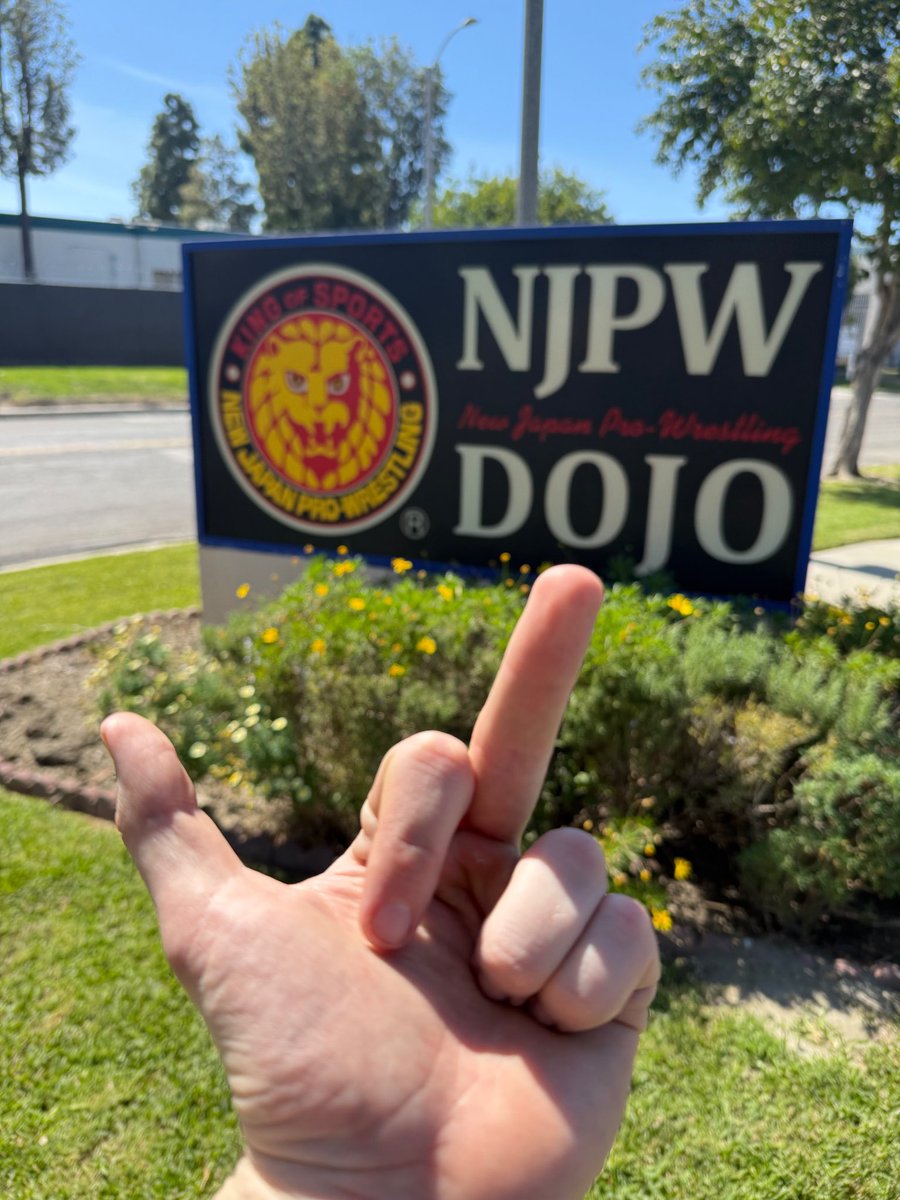 KING OF SPORTS
NEW JAPAN PRO-WRESTLING
®
NJPW
New Japan Pro-Wrestling
DOJO